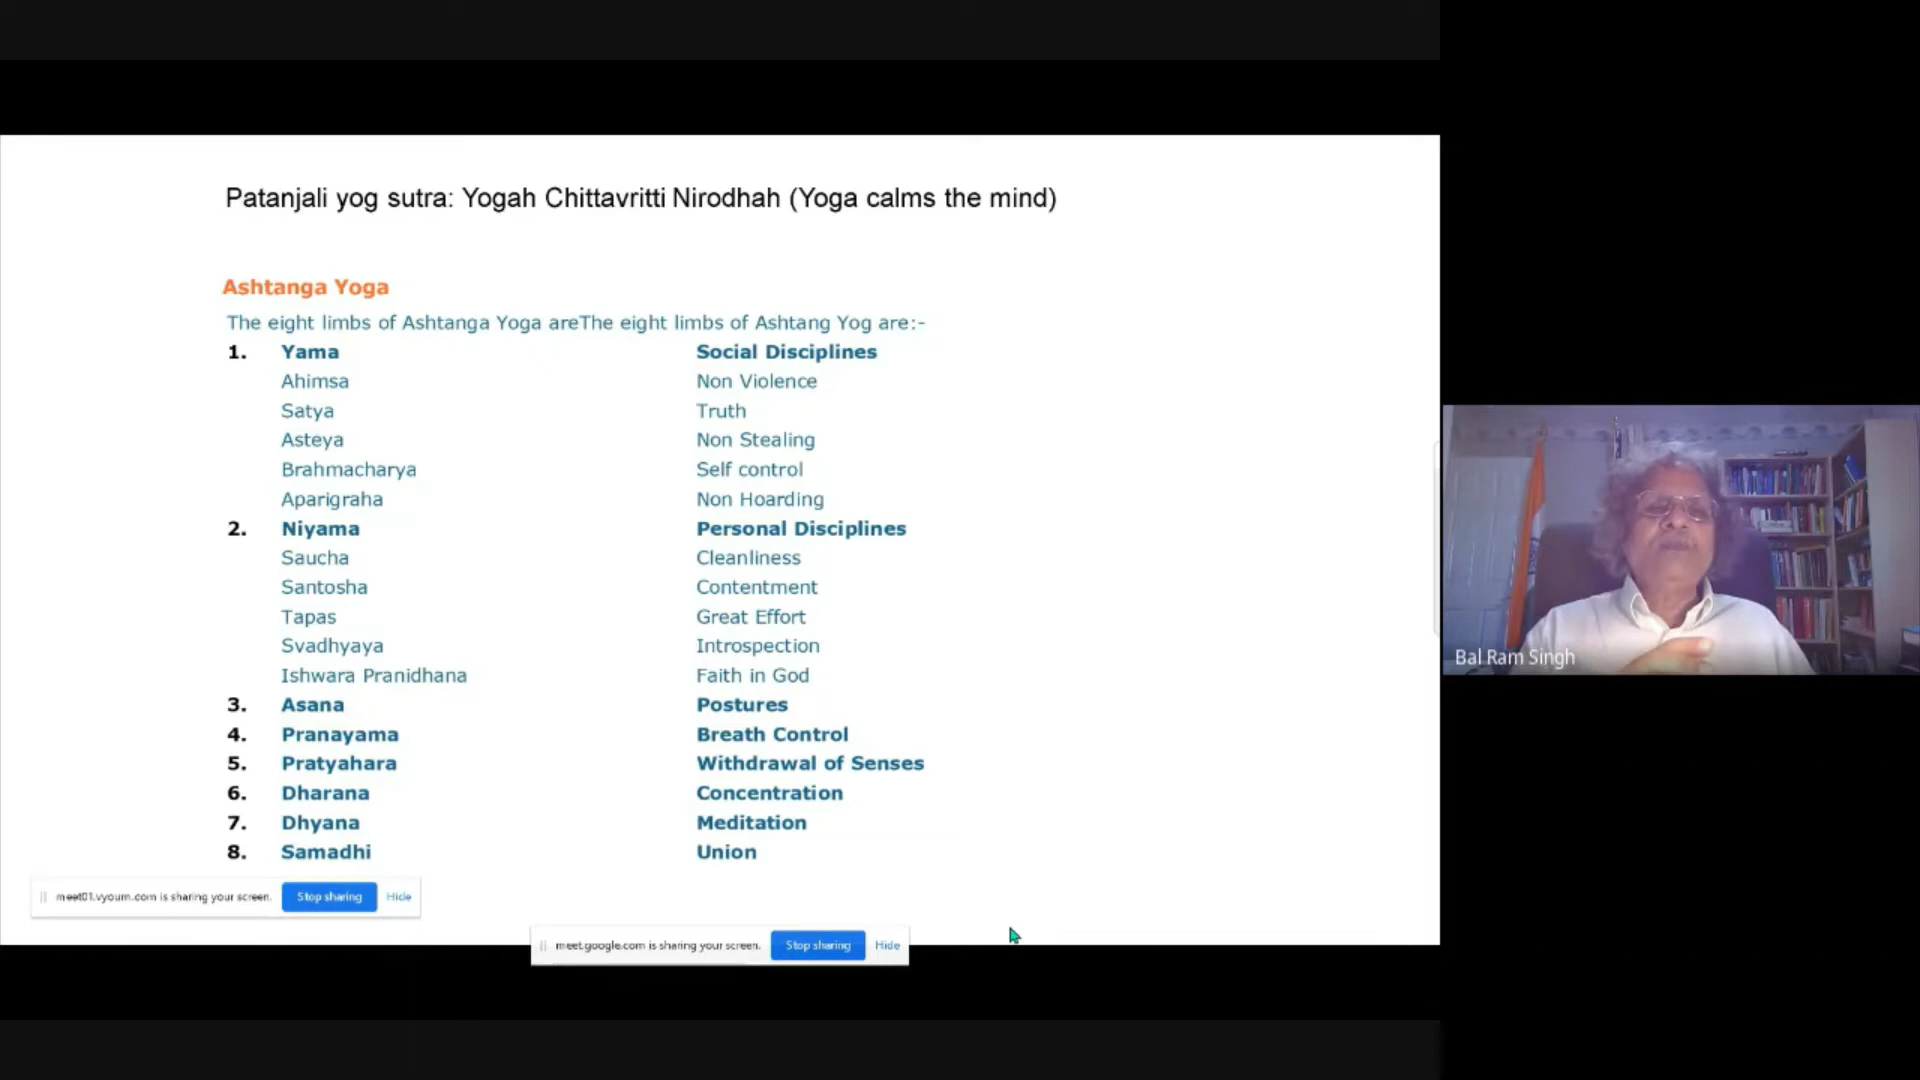 Patanjali yog sutra: Yogah Chittavritti Nirodhah (Yoga calms the mind)
Ashtanga Yoga
The eight limbs of Ashtanga Yoga areThe eight limbs of Ashtang Yog are:-
1. Yama Social Disciplines
Ahimsa Non Violence
Satya Truth
Asteya Non Stealing
Brahmacharya Self control
Aparigraha Non Hoarding
2. Niyama Personal Disciplines
Saucha Cleanliness
Santosha Contentment
Tapas Great Effort
Svadhyaya Introspection
Ishwara Pranidhana Faith in God
3. Asana Postures
4. Pranayama Breath Control
5. Pratyahara Withdrawal of Senses
6. Dharana Concentration
7. Dhyana Meditation
8. Samadhi Union
meet01.vyoum.com is sharing your screen. Stop sharing Hide
meet.google.com is sharing your screen. Stop sharing Hide
Bal Ram Singh